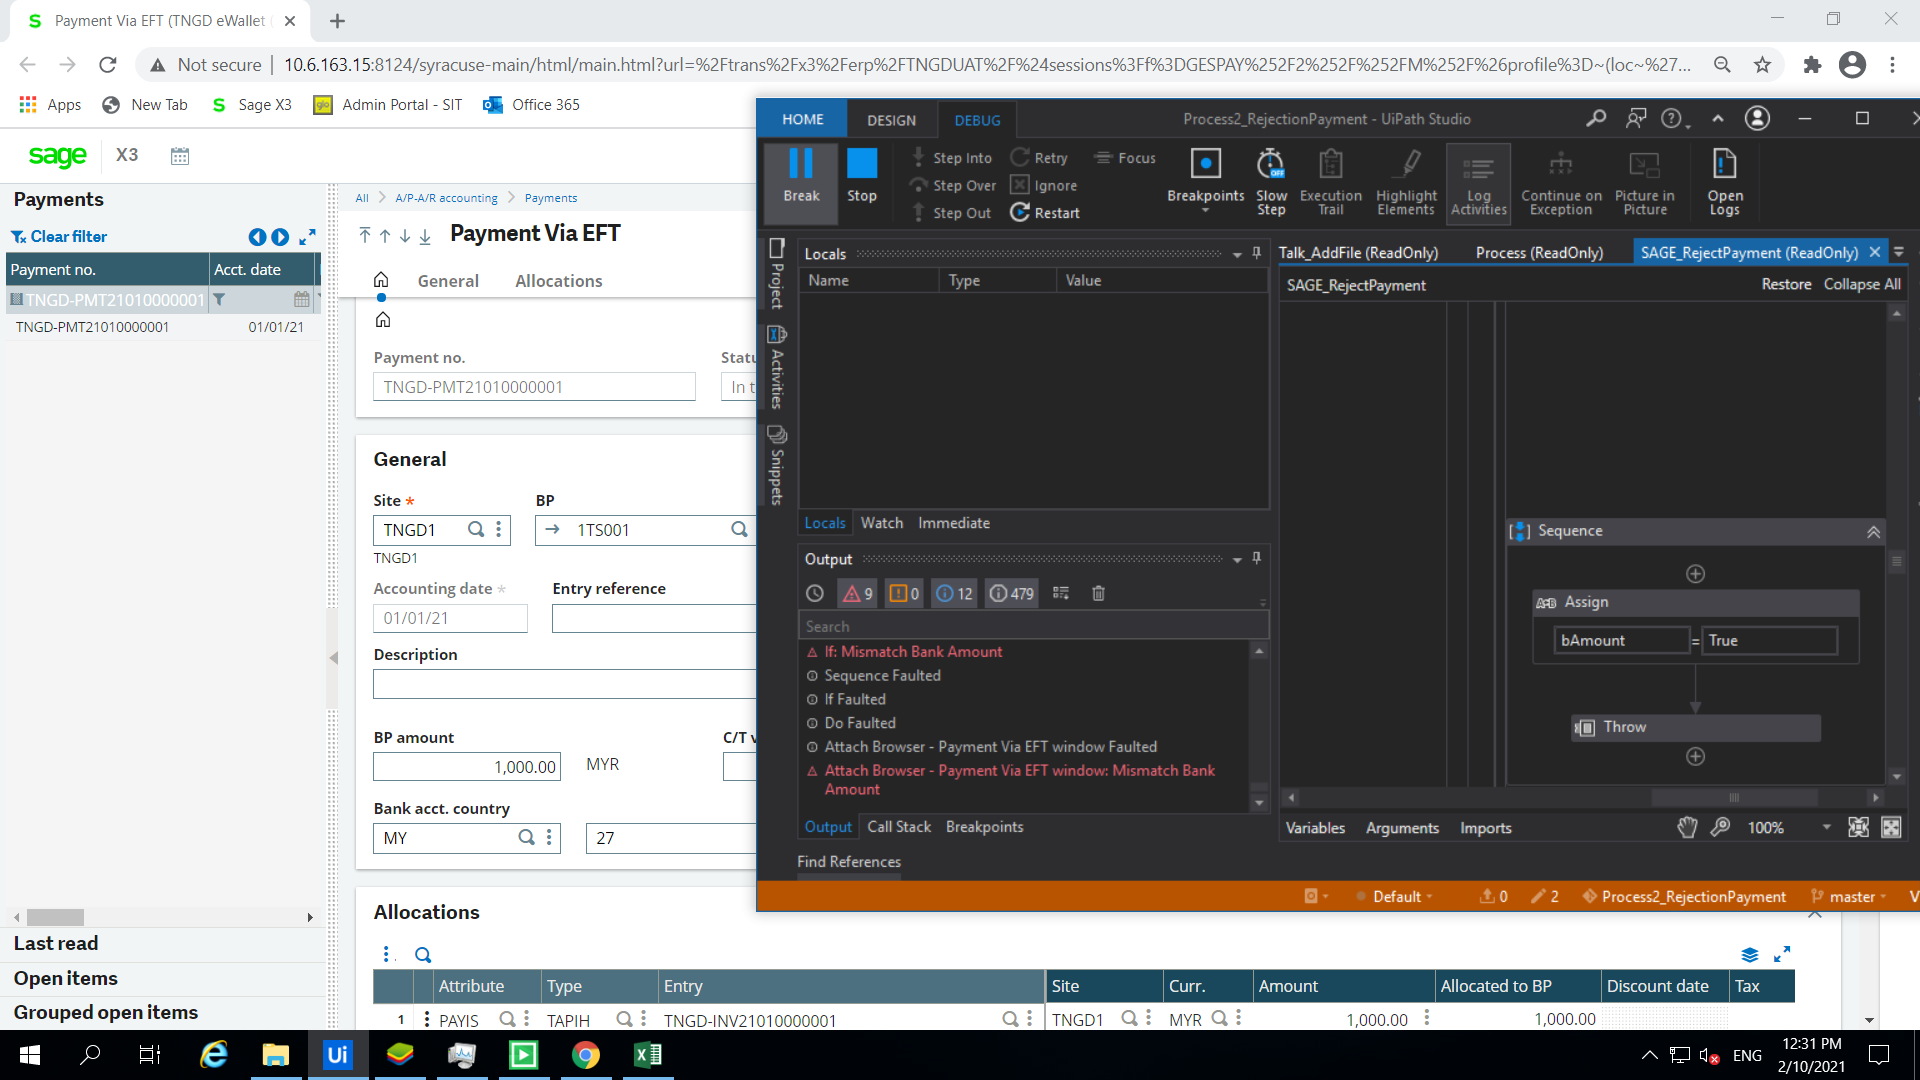 Payment Via EFT (TNGD eWallet (
Not secure
10.6.163.15:8124/syracuse-main/html/main.html?url=%2Ftrans%2Fx3%2Ferp%2FTNGDUAT%2F%24sessions%3Ff%3DGESPAY%252F2%252F%252FM%252F%26profile%3D~(loc~%27...
Apps
New Tab
Sage X3
Admin Portal - SIT
Office 365
sage
X3
Payments
Clear filter
Payment no.
Acct. date
TNGD-PMT21010000001
TNGD-PMT21010000001
01/01/21
Last read
Open items
Grouped open items
All
A/P-A/R accounting
Payments
Payment Via EFT
General
Allocations
Payment no.
Statu
TNGD-PMT21010000001
In t
General
Site *
BP
TNGD1
1TS001
TNGD1
Accounting date *
Entry reference
01/01/21
Description
BP amount
C/T v
1,000.00
MYR
Bank acct. country
MY
27
Allocations
Attribute
Type
Entry
Site
Curr.
Amount
Allocated to BP
Discount date
Tax
1
PAYIS
TAPIH
TNGD-INV21010000001
TNGD1
MYR
1,000.00
1,000.00
HOME
DESIGN
DEBUG
Process2_RejectionPayment - UiPath Studio
Break
Stop
Step Into
Step Over
Step Out
Retry
Ignore
Restart
Focus
Breakpoints
Slow Step
Execution Trail
Highlight Elements
Log Activities
Continue on Exception
Picture in Picture
Open Logs
OFF
Project
Activities
Snippets
Locals
Name
Type
Value
Locals
Watch
Immediate
Output
9
0
12
479
Search
If: Mismatch Bank Amount
Sequence Faulted
If Faulted
Do Faulted
Attach Browser - Payment Via EFT window Faulted
Attach Browser - Payment Via EFT window: Mismatch Bank
Amount
Output
Call Stack
Breakpoints
Find References
Talk_AddFile (ReadOnly)
Process (ReadOnly)
SAGE_RejectPayment (ReadOnly)
SAGE_RejectPayment
Restore
Collapse All
Sequence
A+B
Assign
bAmount
=
True
Throw
Variables
Arguments
Imports
100%
Default
0
2
Process2_RejectionPayment
master
V
Ui
ENG
12:31 PM
2/10/2021